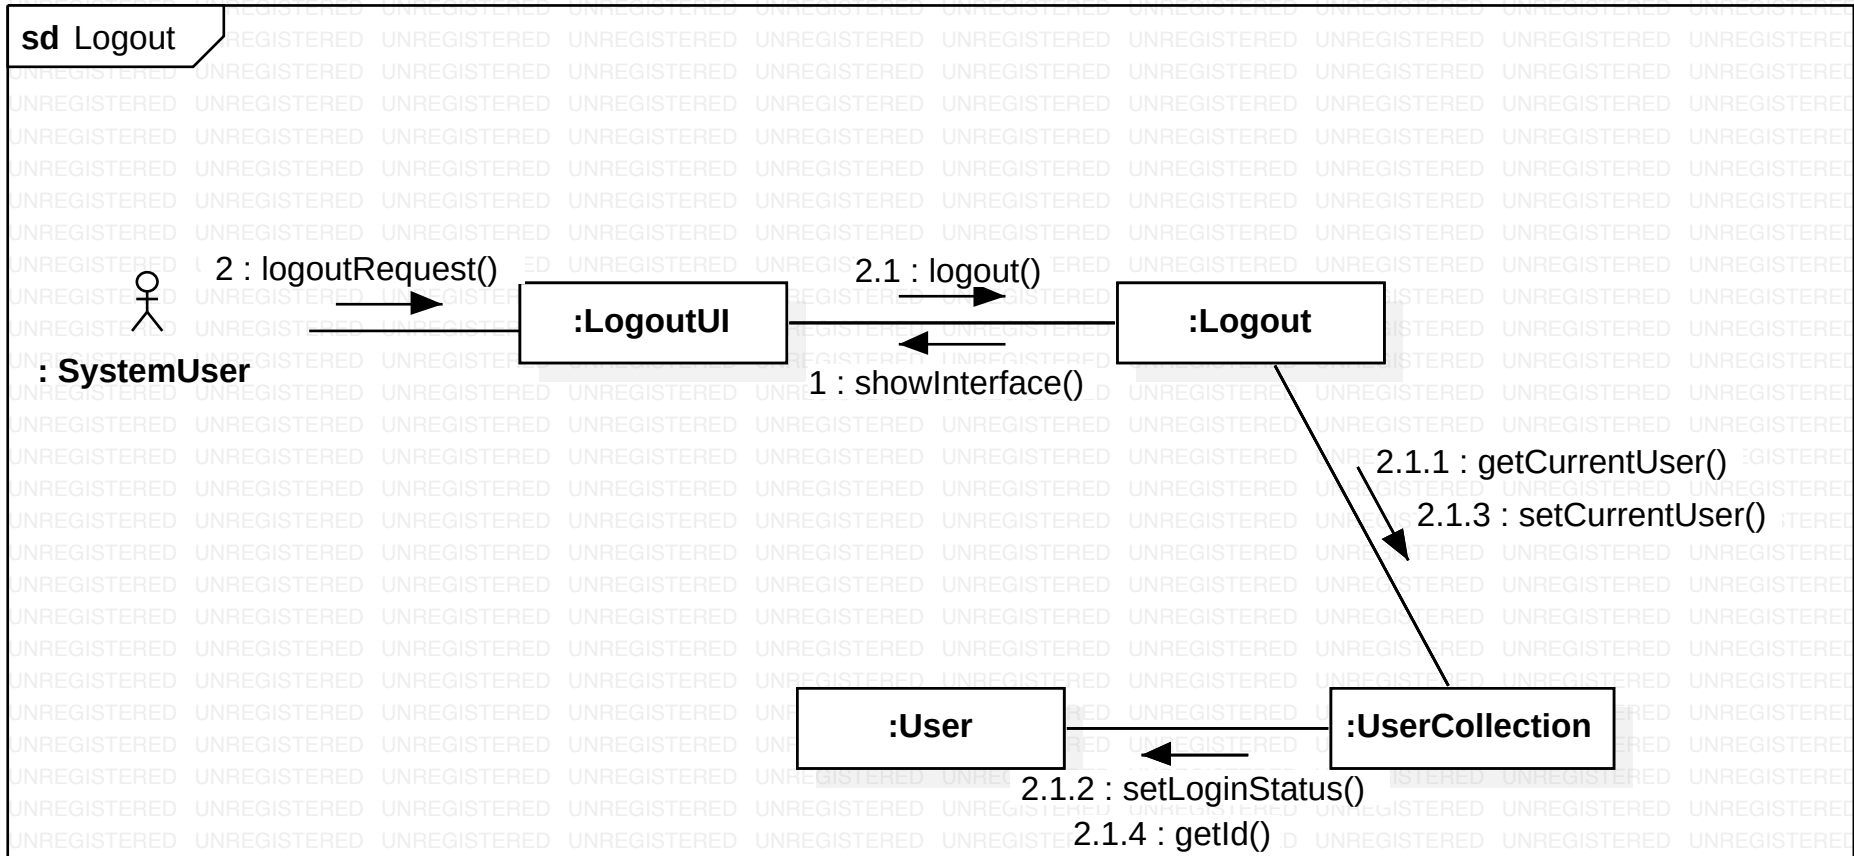 sd Logout
2 : logoutRequest()
2.1 : logout()
:LogoutUI
:Logout
: SystemUser
1 : showInterface()
2.1.1 : getCurrentUser()
2.1.3 : setCurrentUser()
:User
:UserCollection
2.1.2 : setLoginStatus()
2.1.4 : getId()
UNREGISTERED